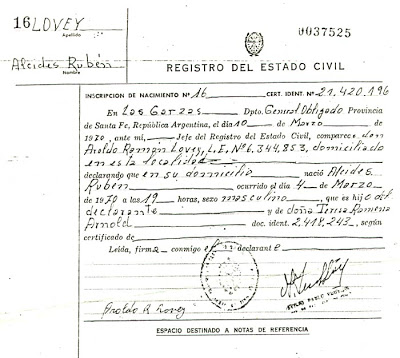 16 LOVEY
Apellido
0037525
Alcides Rubén
Nombre
REGISTRO DEL ESTADO CIVIL
INSCRIPCION DE NACIMIENTO Nº 16 CERT. IDENT. Nº 21.420.196
En Las Garzas Dpto. General Obligado Provincia
de Santa Fe, República Argentina, el día 10 de Marzo de
1970, ante mí, Jefe del Registro del Estado Civil, comparece don
Aroldo Ramón Lovey, L.E. Nº 6.344.853, domiciliado
en esta localidad
declarando que en su domicilio nació Alcides
Rubén ocurrido el día 4 de Marzo
de 1970 a las 19 horas, sexo masculino, que es hijo del
declarante y de doña Teresa Ramona
Arnold doc. ident. 2.418.243, según
certificado de
Leída, firma conmigo el declarante
Aroldo R Lovey
ESPACIO DESTINADO A NOTAS DE REFERENCIA